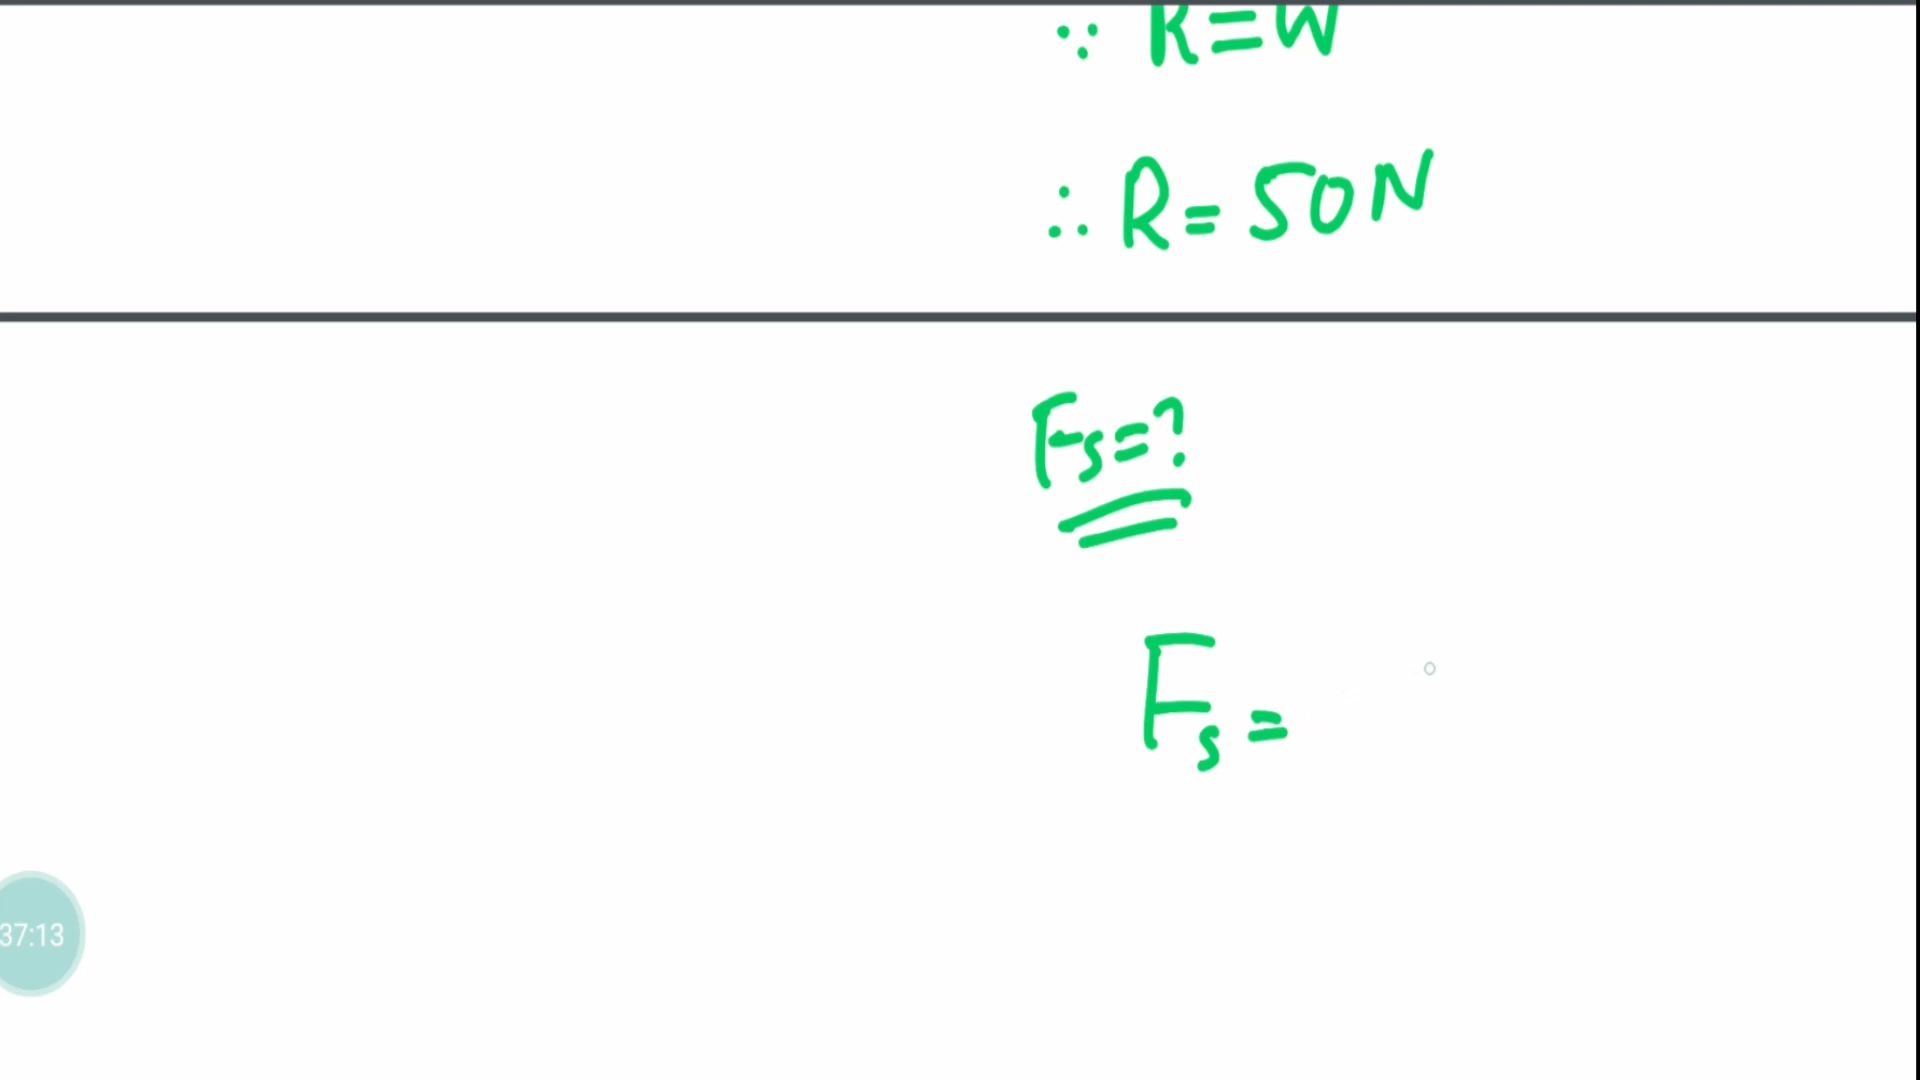 ∵ R=W
∴ R=50N
Fs=?
Fs=
37:13